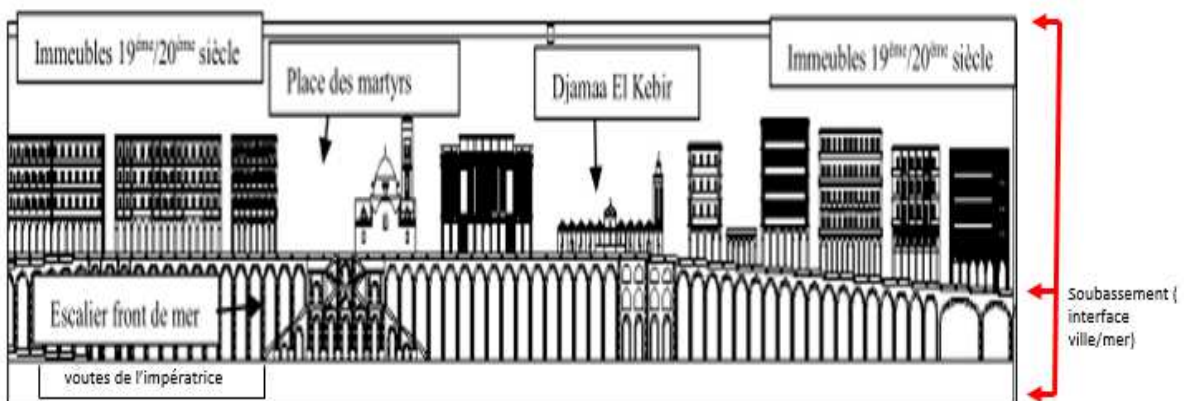 Immeubles 19ème/20ème siècle
Place des martyrs
Djamaa El Kebir
Immeubles 19ème/20ème siècle
Escalier front de mer
voutes de l'impératrice
Soubassement (
interface
ville/mer)